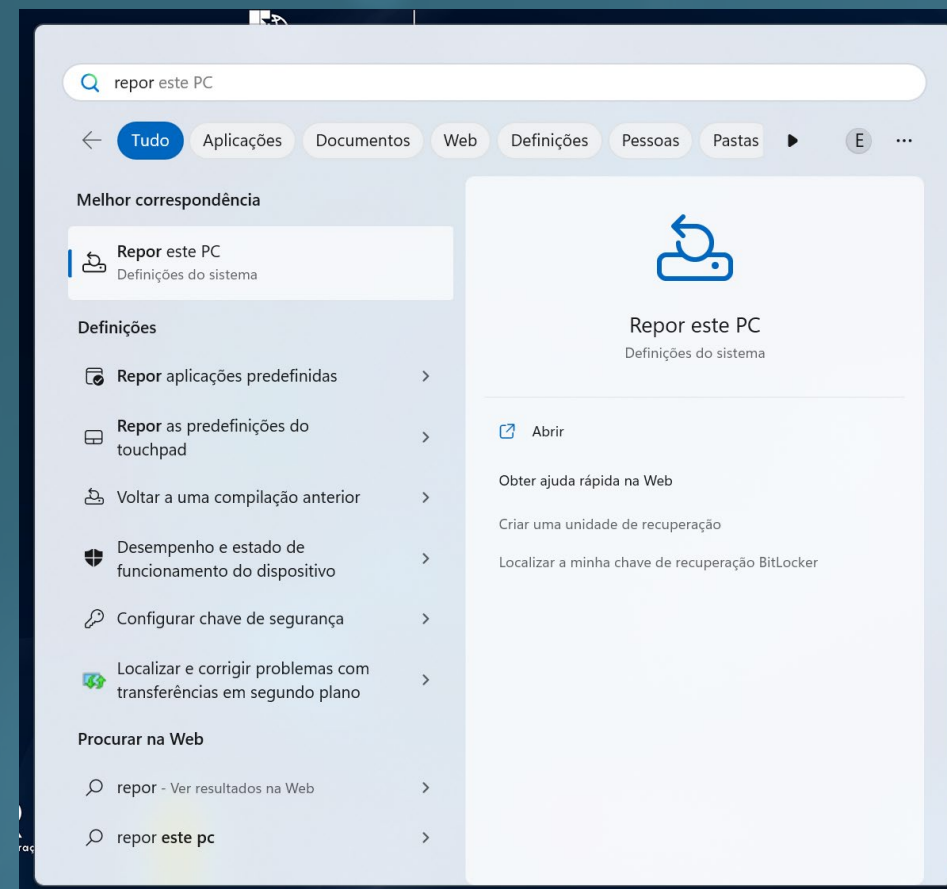 repor este PC
Tudo Aplicações Documentos Web Definições Pessoas Pastas E ...
Melhor correspondência
Repor este PC
Definições do sistema
Definições
Repor aplicações predefinidas
Repor as predefinições do
touchpad
Voltar a uma compilação anterior
Desempenho e estado de
funcionamento do dispositivo
Configurar chave de segurança
Localizar e corrigir problemas com
transferências em segundo plano
Procurar na Web
repor - Ver resultados na Web
repor este pc
Repor este PC
Definições do sistema
Abrir
Obter ajuda rápida na Web
Criar uma unidade de recuperação
Localizar a minha chave de recuperação BitLocker